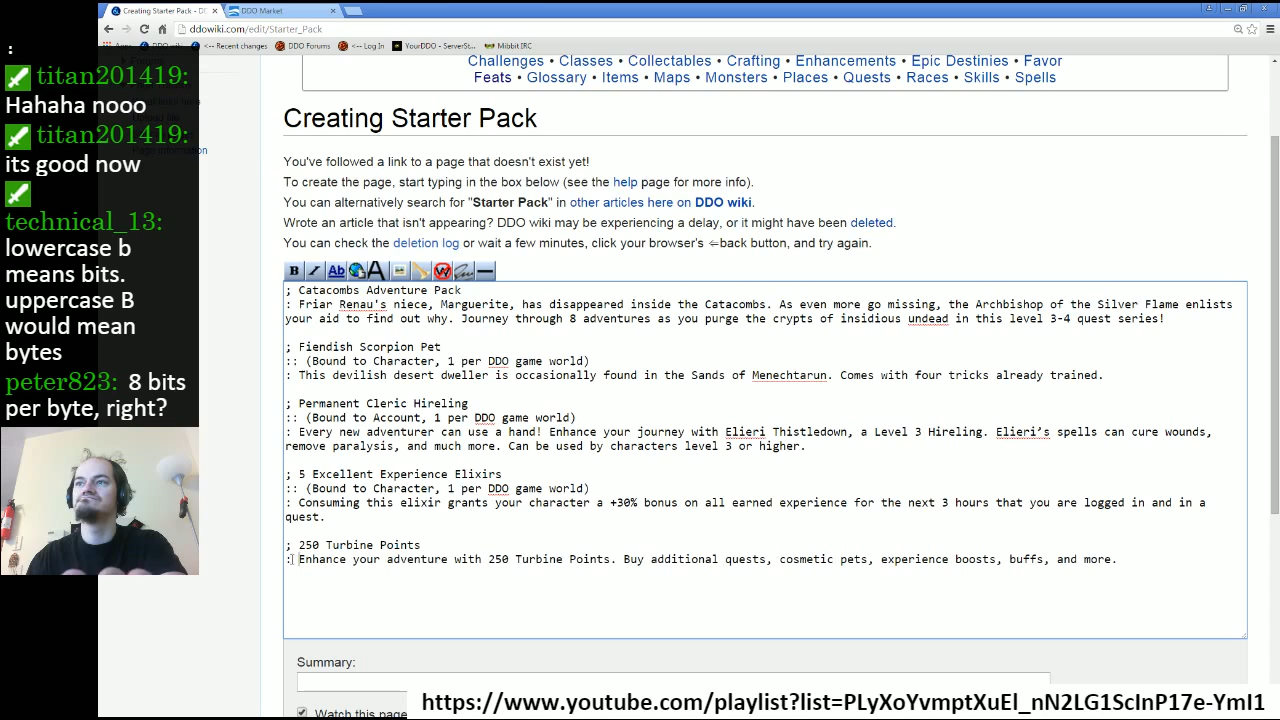 Creating Starter Pack - DD
DDO Market
ddowiki.com/edit/Starter_Pack
Apps
DDO wiki
<-- Recent changes
DDO Forums
<-- Log In
YourDDO - ServerSt...
Mibbit IRC
:
titan201419:
Hahaha nooo
titan201419:
its good now
technical_13:
lowercase b
means bits.
uppercase B
would mean
bytes
peter823: 8 bits
per byte, right?
Page information
Challenges • Classes • Collectables • Crafting • Enhancements • Epic Destinies • Favor
Feats • Glossary • Items • Maps • Monsters • Places • Quests • Races • Skills • Spells
Creating Starter Pack
You've followed a link to a page that doesn't exist yet!
To create the page, start typing in the box below (see the help page for more info).
You can alternatively search for "Starter Pack" in other articles here on DDO wiki.
Wrote an article that isn't appearing? DDO wiki may be experiencing a delay, or it might have been deleted.
You can check the deletion log or wait a few minutes, click your browser's ⇐back button, and try again.
B I Ab A W
; Catacombs Adventure Pack
: Friar Renau's niece, Marguerite, has disappeared inside the Catacombs. As even more go missing, the Archbishop of the Silver Flame enlists
your aid to find out why. Journey through 8 adventures as you purge the crypts of insidious undead in this level 3-4 quest series!
; Fiendish Scorpion Pet
:: (Bound to Character, 1 per DDO game world)
: This devilish desert dweller is occasionally found in the Sands of Menechtarun. Comes with four tricks already trained.
; Permanent Cleric Hireling
:: (Bound to Account, 1 per DDO game world)
: Every new adventurer can use a hand! Enhance your journey with Elieri Thistledown, a Level 3 Hireling. Elieri’s spells can cure wounds,
remove paralysis, and much more. Can be used by characters level 3 or higher.
; 5 Excellent Experience Elixirs
:: (Bound to Character, 1 per DDO game world)
: Consuming this elixir grants your character a +30% bonus on all earned experience for the next 3 hours that you are logged in and in a
quest.
; 250 Turbine Points
: Enhance your adventure with 250 Turbine Points. Buy additional quests, cosmetic pets, experience boosts, buffs, and more.
Summary:
Watch this page
https://www.youtube.com/playlist?list=PLyXoYvmptXuEl_nN2LG1ScInP17e-YmI1